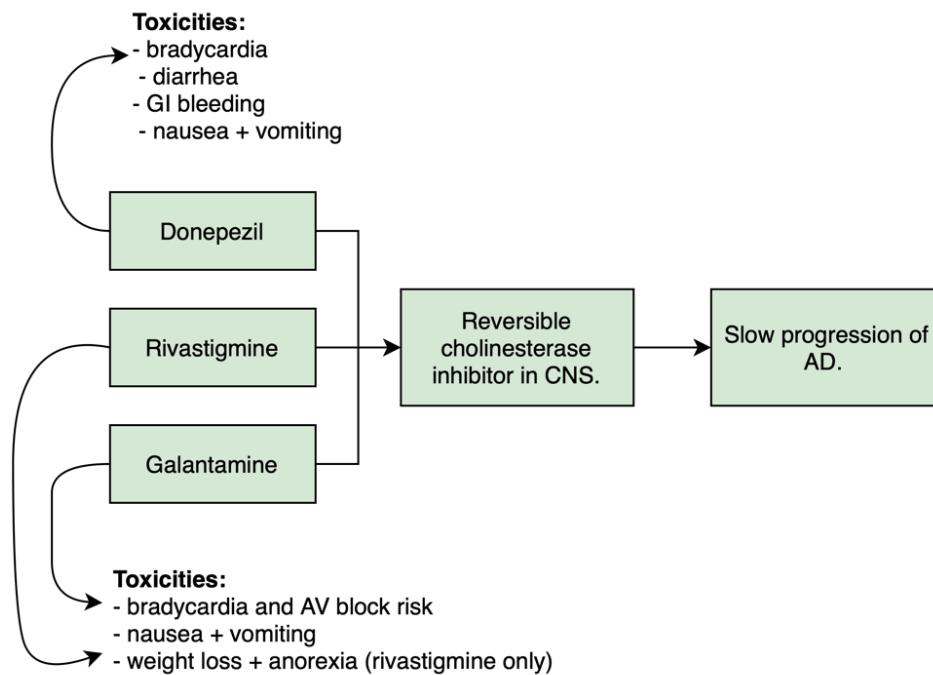 Toxicities:
- bradycardia
- diarrhea
- GI bleeding
- nausea + vomiting
Donepezil
Rivastigmine
Galantamine
Reversible
cholinesterase
inhibitor in CNS.
Slow progression of
AD.
Toxicities:
- bradycardia and AV block risk
- nausea + vomiting
- weight loss + anorexia (rivastigmine only)